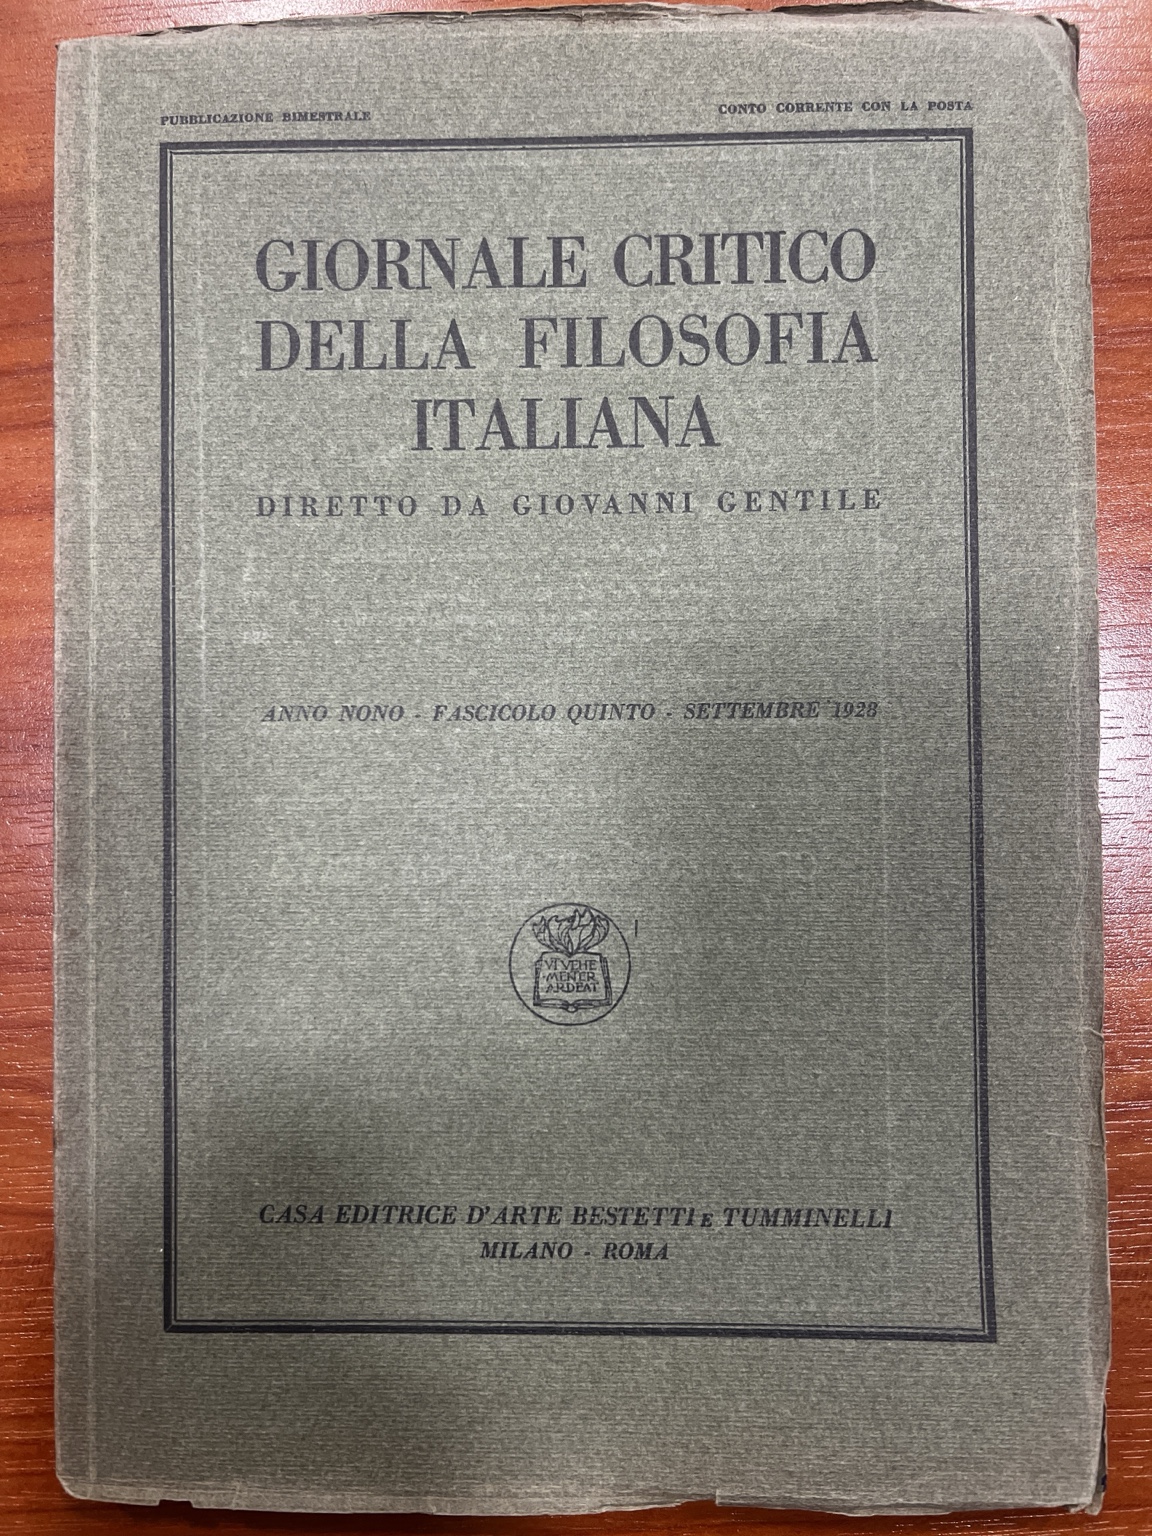 PUBBLICAZIONE BIMESTRALE
CONTO CORRENTE CON LA POSTA
GIORNALE CRITICO
DELLA FILOSOFIA
ITALIANA
DIRETTO DA GIOVANNI GENTILE
ANNO NONO - FASCICOLO QUINTO - SETTEMBRE 1928
VT VEHE
MENTER
ARDEAT
CASA EDITRICE D'ARTE BESTETTI E TUMMINELLI
MILANO - ROMA